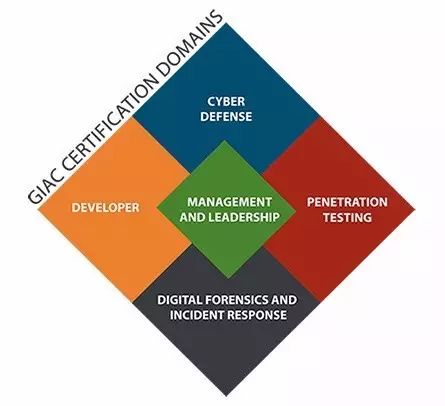 GIAC CERTIFICATION DOMAINS
CYBER
DEFENSE
DEVELOPER
MANAGEMENT
AND LEADERSHIP
PENETRATION
TESTING
DIGITAL FORENSICS AND
INCIDENT RESPONSE